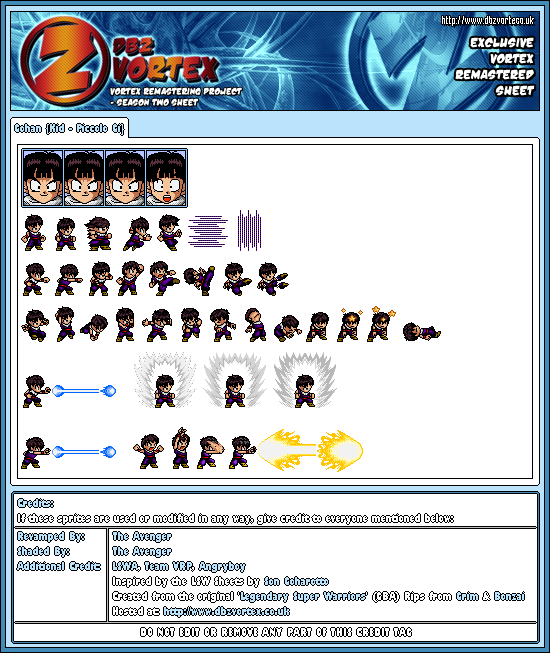 http://www.dbzvortex.co.uk
DBZ
VORTEX
VORTEX REMASTERING PROJECT
- SEASON TWO SHEET
EXCLUSIVE
VORTEX
REMASTERED
SHEET
Gohan {Kid - Piccolo Gi}
Credits:
If these sprites are used or modified in any way, give credit to everyone mentioned below:
Revamped By: The Avenger
Shaded By: The Avenger
Additional Credit: LSWA, Team VRP, Angryboy
Inspired by the LSW Sheets by Son Goharotto
Created from the original 'Legendary Super Warriors' (GBA) Rips from Grim & Bonzai
Hosted at: http://www.dbzvortex.co.uk
DO NOT EDIT OR REMOVE ANY PART OF THIS CREDIT TAG